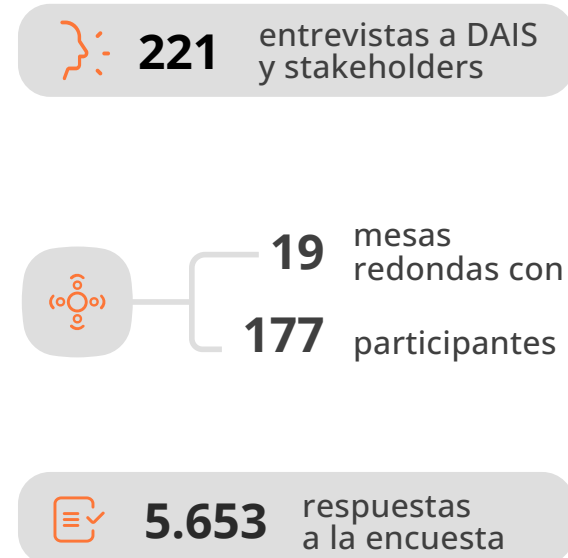 221 entrevistas a DAIS
y stakeholders
19 mesas
redondas con
177 participantes
5.653 respuestas
a la encuesta